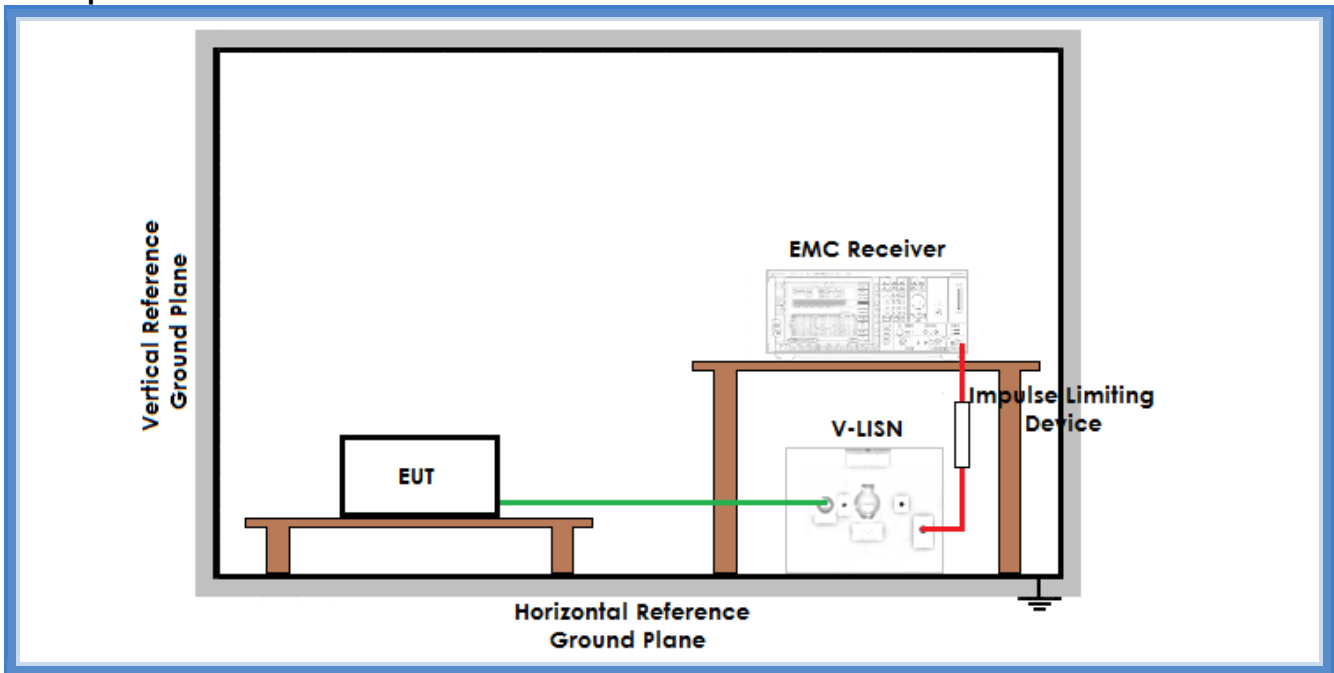 EMC Receiver
Vertical Reference
Ground Plane
Impulse Limiting
Device
V-LISN
EUT
Horizontal Reference
Ground Plane